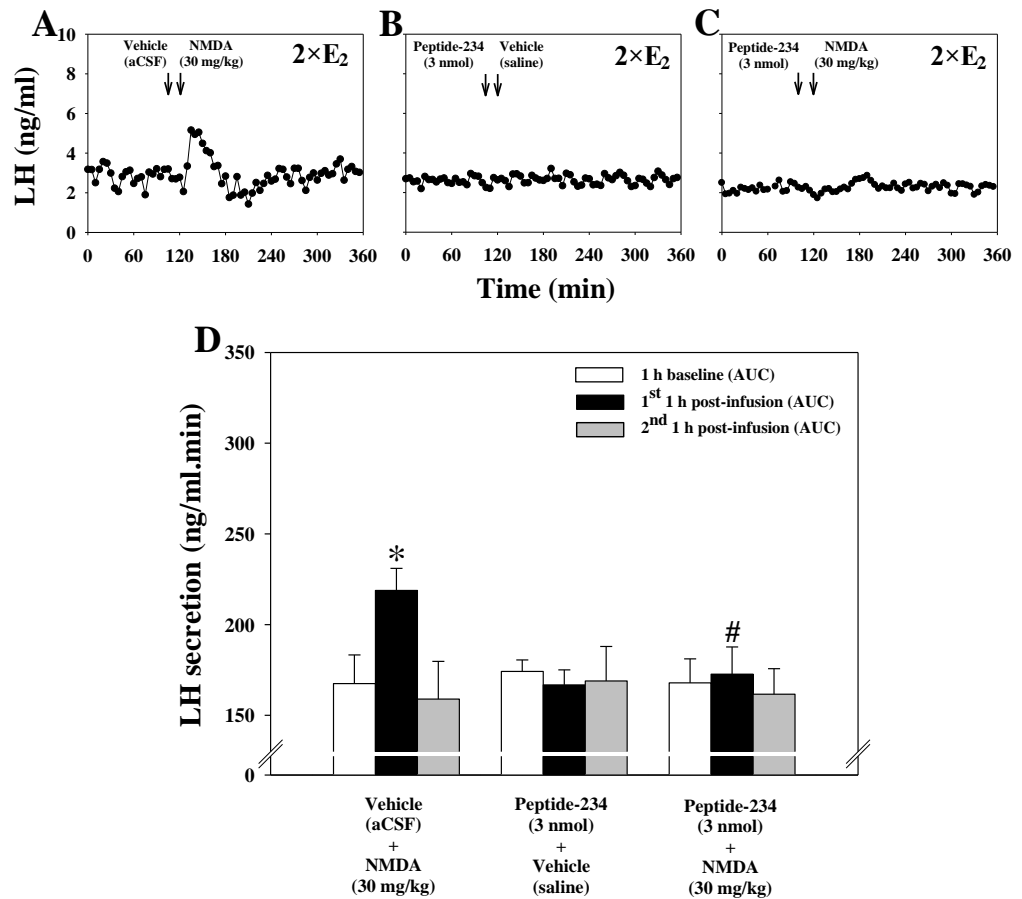 A
10
8
6
4
2
0
LH (ng/ml)
Vehicle
(aCSF)
NMDA
(30 mg/kg)
2×E2
0 60 120 180 240 300 360
B
Peptide-234
(3 nmol)
Vehicle
(saline)
2×E2
0 60 120 180 240 300 360
C
Peptide-234
(3 nmol)
NMDA
(30 mg/kg)
2×E2
0 60 120 180 240 300 360
Time (min)
D
350
300
250
200
150
0
LH secretion (ng/ml.min)
1 h baseline (AUC)
1st 1 h post-infusion (AUC)
2nd 1 h post-infusion (AUC)
*
#
Vehicle
(aCSF)
+
NMDA
(30 mg/kg)
Peptide-234
(3 nmol)
+
Vehicle
(saline)
Peptide-234
(3 nmol)
+
NMDA
(30 mg/kg)